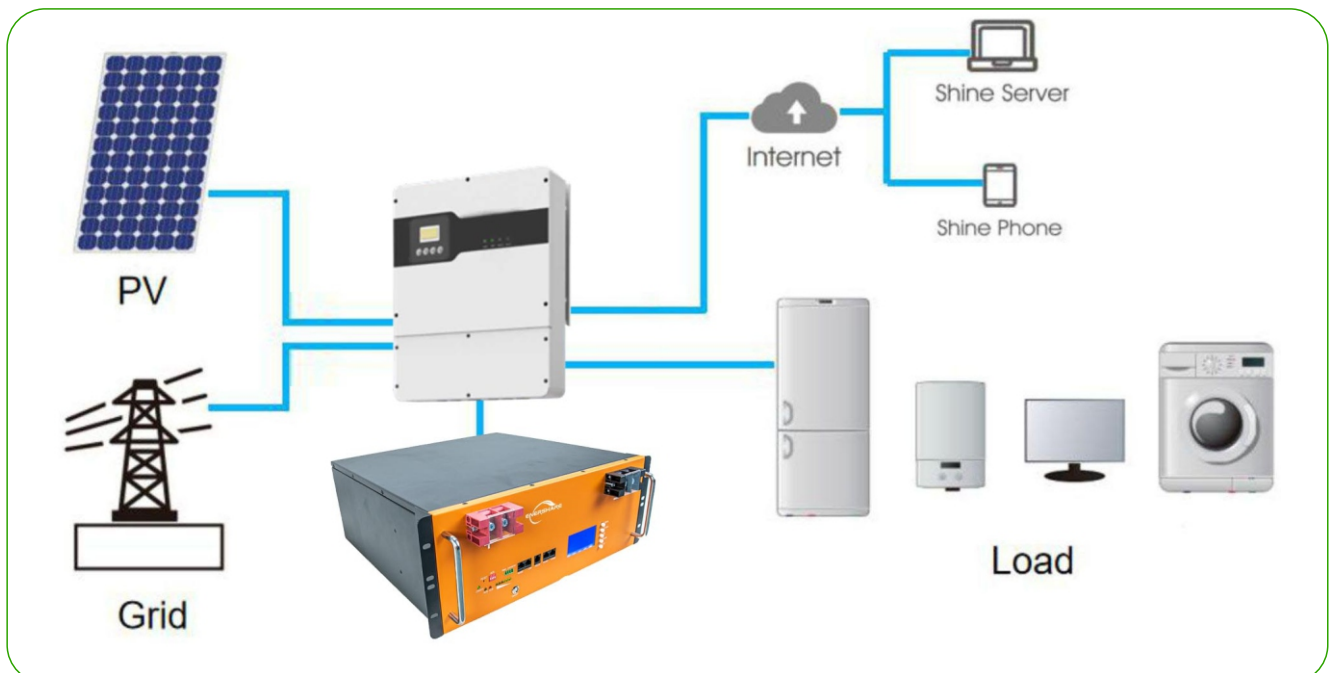 PV
Grid
Internet
Shine Server
Shine Phone
Load